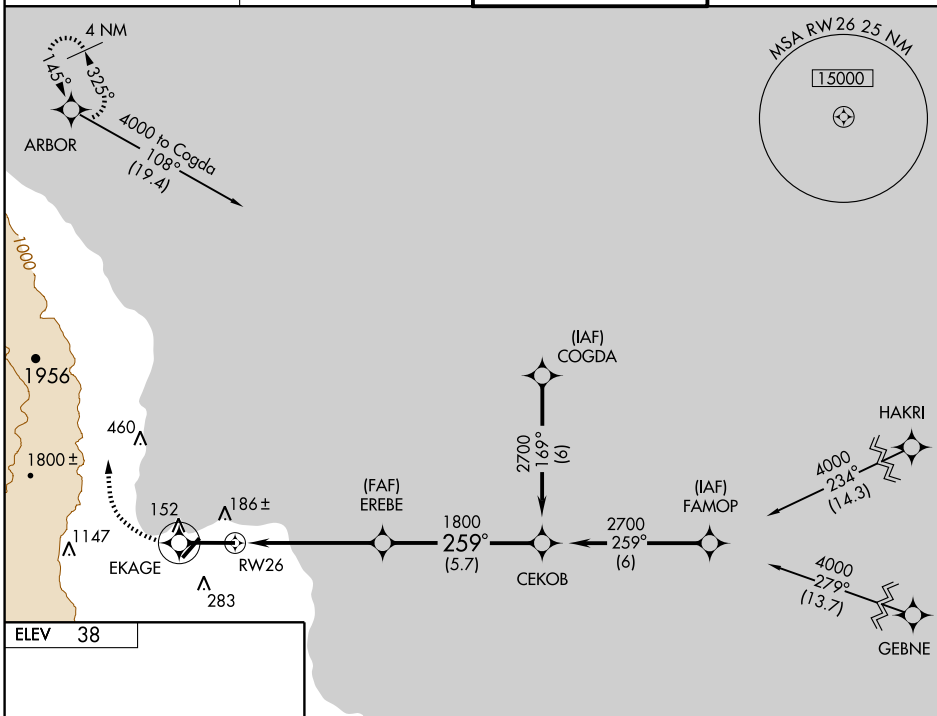 4 NM
145°
325°
ARBOR
4000 to Cogda
108°
(19.4)
MSA RW26 25 NM
15000
1000
1956
1800 ±
1147
460
152
186 ±
EKAGE
RW26
283
(FAF)
EREBE
1800
259°
(5.7)
(IAF)
COGDA
2700
169°
(6)
CEKOB
2700
259°
(6)
(IAF)
FAMOP
HAKRI
4000
234°
(14.3)
4000
279°
(13.7)
GEBNE
ELEV 38